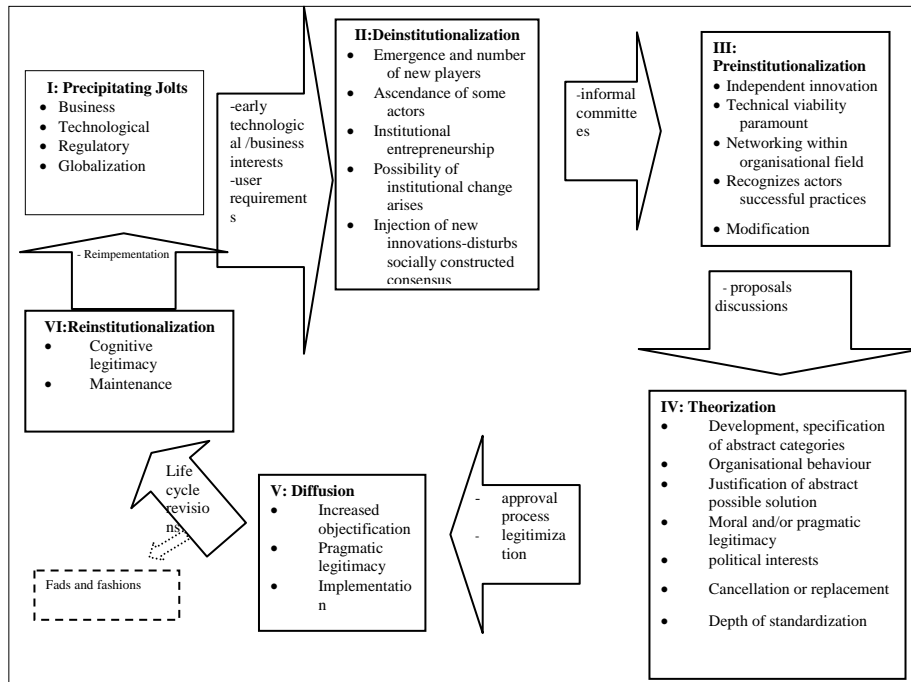 I: Precipitating Jolts
• Business
• Technological
• Regulatory
• Globalization
-early
technologic
al /business
interests
-user
requirement
s
II:Deinstitutionalization
• Emergence and number
of new players
• Ascendance of some
actors
• Institutional
entrepreneurship
• Possibility of
institutional change
arises
• Injection of new
innovations-disturbs
socially constructed
consensus
-informal
committe
es
III:
Preinstitutionalization
• Independent innovation
• Technical viability
paramount
• Networking within
organisational field
• Recognizes actors
successful practices
• Modification
- proposals
discussions
IV: Theorization
• Development, specification
of abstract categories
• Organisational behaviour
• Justification of abstract
possible solution
• Moral and/or pragmatic
legitimacy
• political interests
• Cancellation or replacement
• Depth of standardization
- approval
process
- legitimiza
tion
V: Diffusion
• Increased
objectification
• Pragmatic
legitimacy
• Implementatio
n
Life
cycle
revisio
ns
Fads and fashions
VI:Reinstitutionalization
• Cognitive
legitimacy
• Maintenance
- Reimpementation